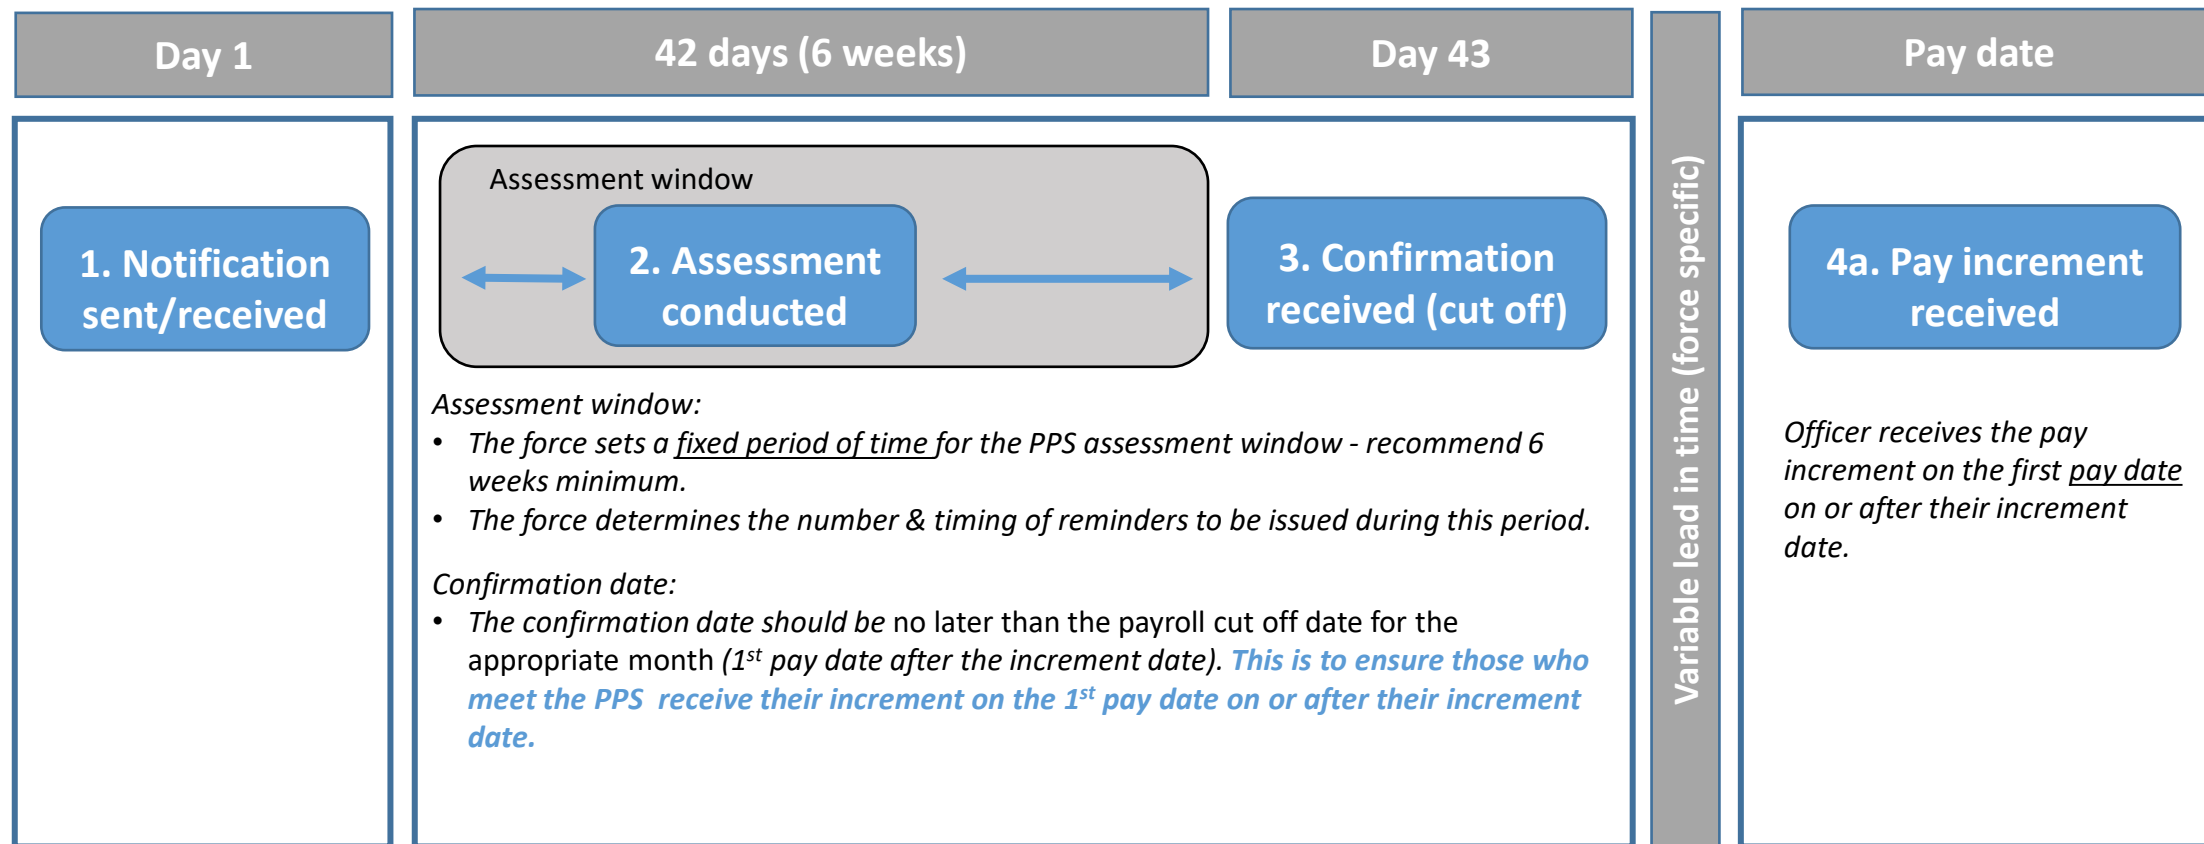 Day 1
42 days (6 weeks)
Day 43
Pay date
1. Notification
sent/received
Assessment window
2. Assessment
conducted
3. Confirmation
received (cut off)
Assessment window:
• The force sets a fixed period of time for the PPS assessment window - recommend 6
weeks minimum.
• The force determines the number & timing of reminders to be issued during this period.
Confirmation date:
• The confirmation date should be no later than the payroll cut off date for the
appropriate month (1st pay date after the increment date). This is to ensure those who
meet the PPS receive their increment on the 1st pay date on or after their increment
date.
Variable lead in time (force specific)
4a. Pay increment
received
Officer receives the pay
increment on the first pay date
on or after their increment
date.